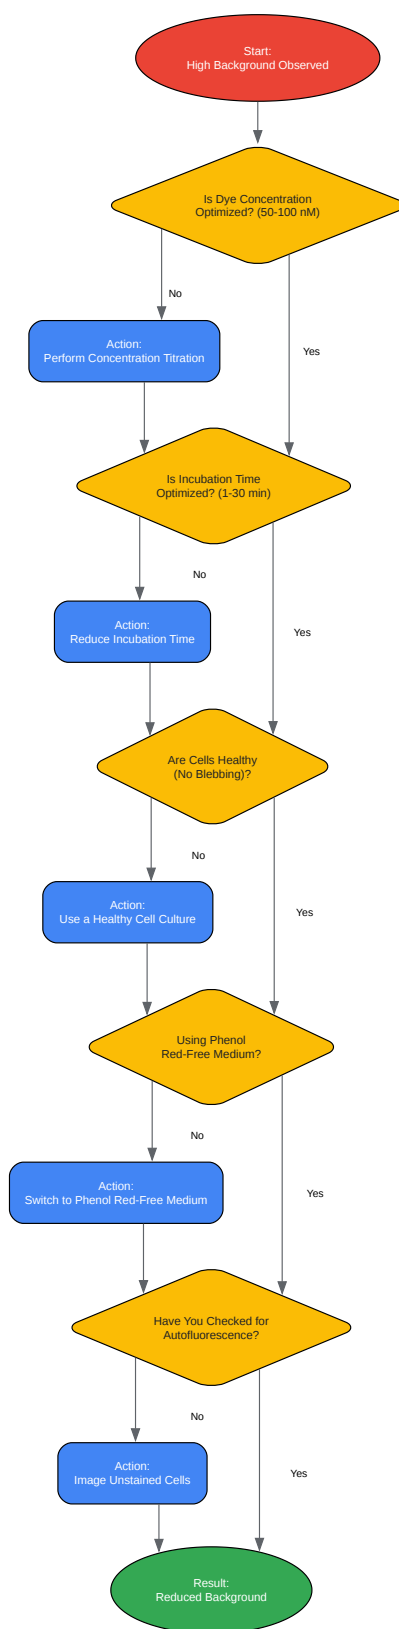 Start:
High Background Observed
Is Dye Concentration
Optimized? (50-100 nM)
No
Yes
Action:
Perform Concentration Titration
Is Incubation Time
Optimized? (1-30 min)
No
Yes
Action:
Reduce Incubation Time
Are Cells Healthy
(No Blebbing)?
No
Yes
Action:
Use a Healthy Cell Culture
Using Phenol
Red-Free Medium?
No
Yes
Action:
Switch to Phenol Red-Free Medium
Have You Checked for
Autofluorescence?
No
Yes
Action:
Image Unstained Cells
Result:
Reduced Background